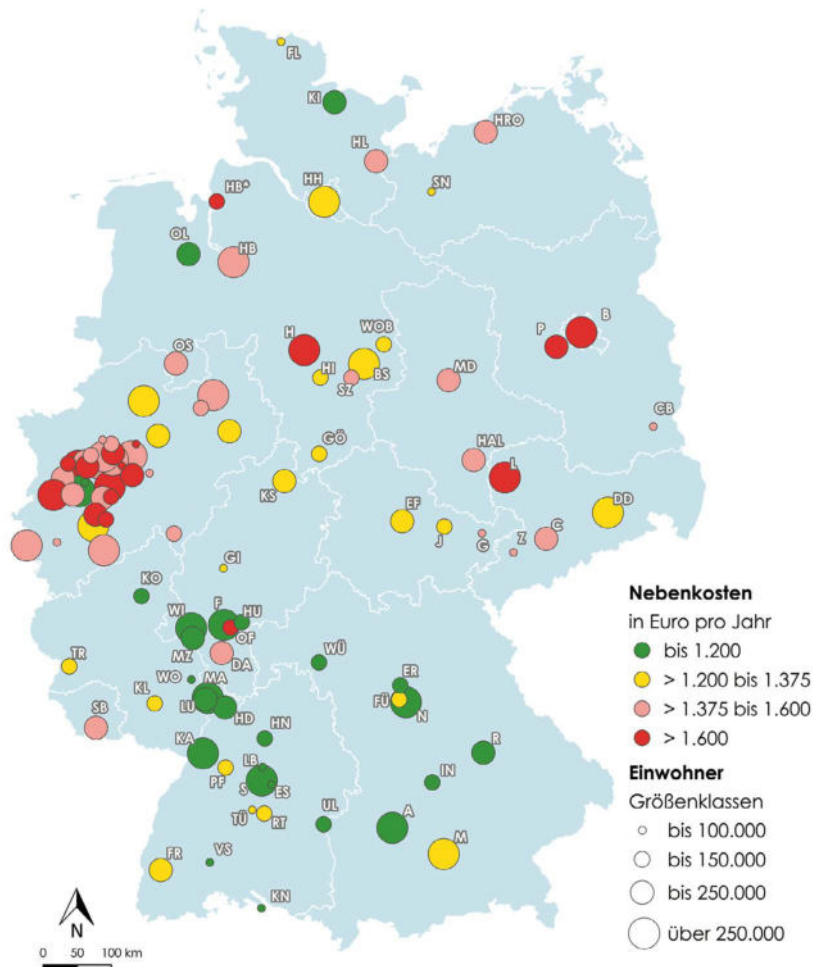 FL
KI
HRO
HL
HB*
HH
SN
OL
HB
B
P
H
WOB
OS
HI
BS
SZ
MD
CB
GÖ
HAL
L
KS
EF
DD
J
G
Z
C
GI
KO
F
HU
WI
OF
MZ
DA
WÜ
TR
WO
MA
ER
KL
FÜ
N
LU
HD
SB
HN
KA
R
LB
PF
IN
S
ES
UL
A
TÜ
RT
M
FR
VS
KN
Nebenkosten
in Euro pro Jahr
bis 1.200
> 1.200 bis 1.375
> 1.375 bis 1.600
> 1.600
Einwohner
Größenklassen
bis 100.000
bis 150.000
bis 250.000
über 250.000
N
0 50 100 km